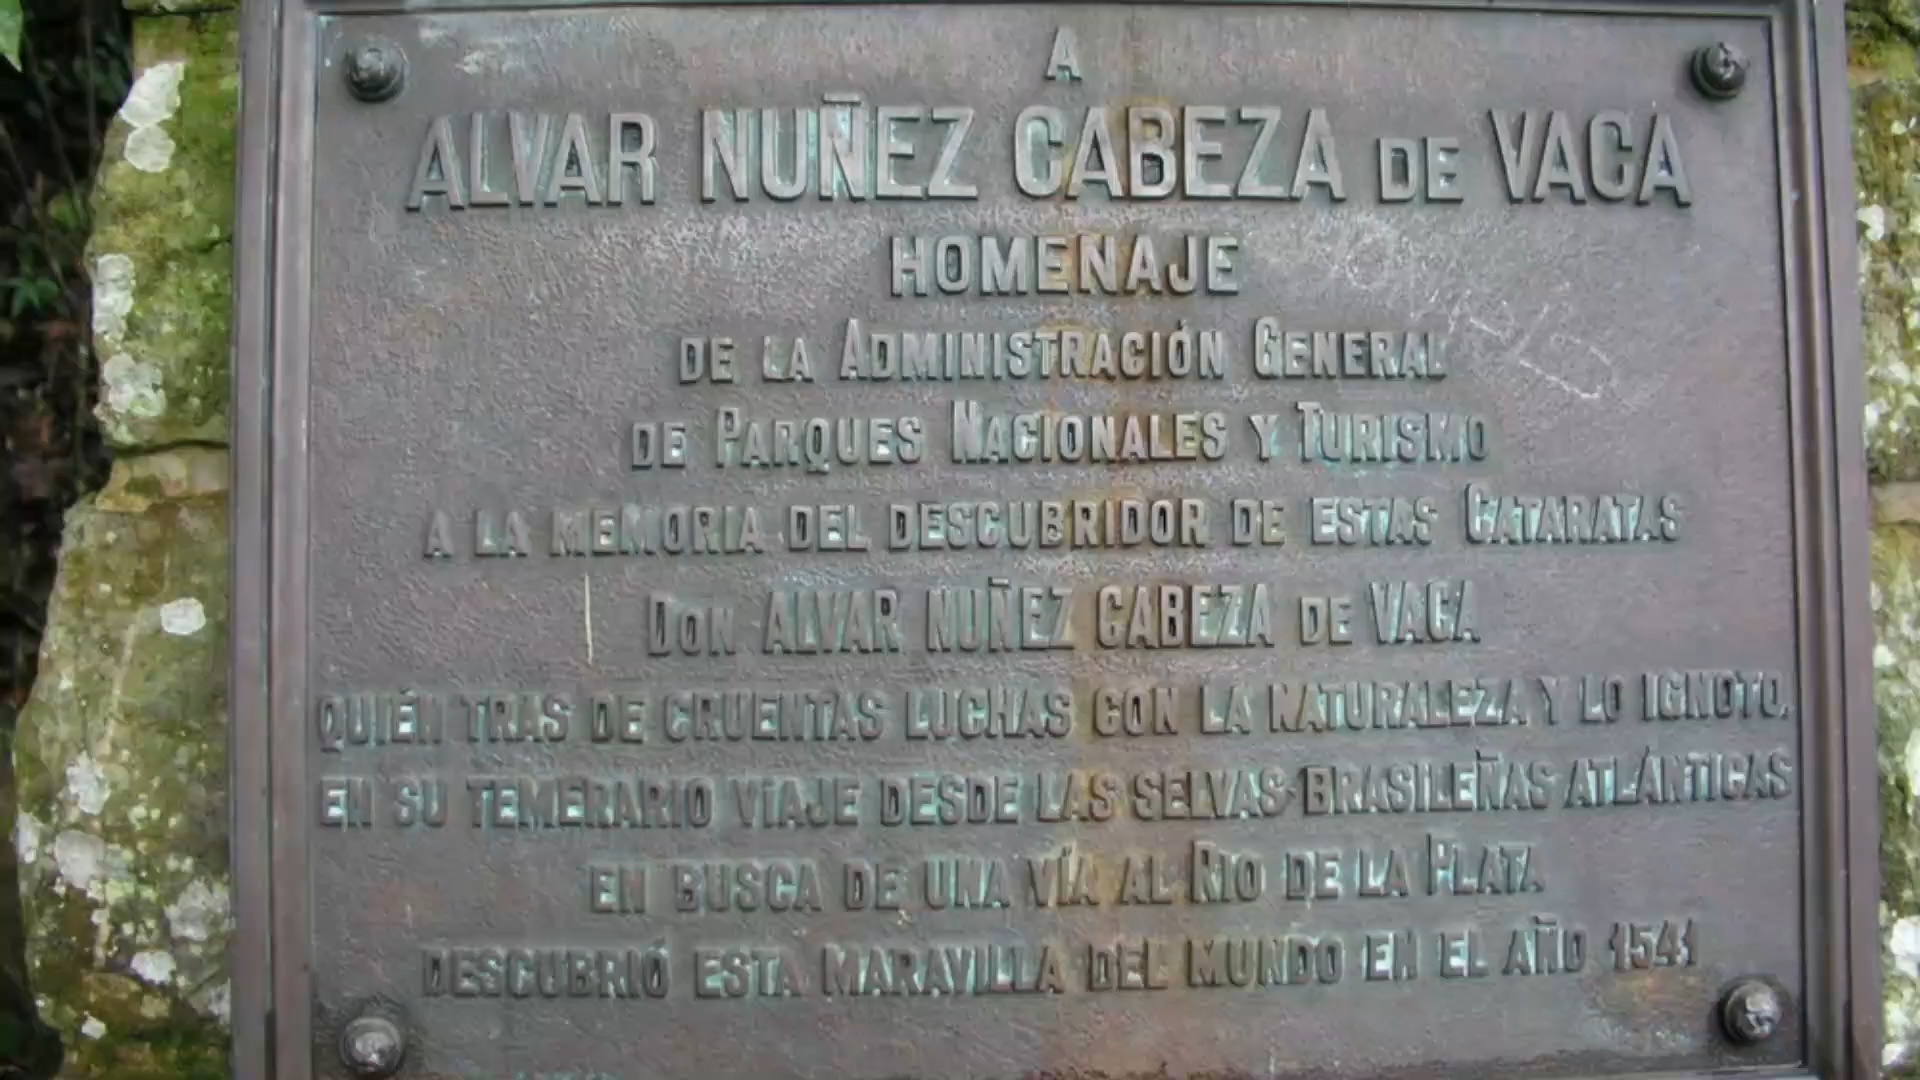 A
ALVAR NUÑEZ CABEZA DE VACA
HOMENAJE
DE LA ADMINISTRACIÓN GENERAL
DE PARQUES NACIONALES Y TURISMO
A LA MEMORIA DEL DESCUBRIDOR DE ESTAS CATARATAS
DON ALVAR NUÑEZ CABEZA DE VACA
QUIÉN TRAS DE CRUENTAS LUCHAS CON LA NATURALEZA Y LO IGNOTO,
EN SU TEMERARIO VIAJE DESDE LAS SELVAS BRASILEÑAS ATLÁNTICAS
EN BUSCA DE UNA VÍA AL RIO DE LA PLATA
DESCUBRIÓ ESTA MARAVILLA DEL MUNDO EN EL AÑO 1541